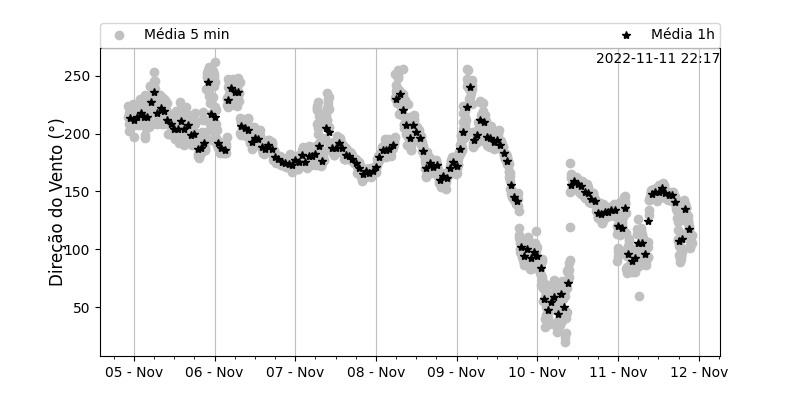 Média 5 min
Média 1h
2022-11-11 22:17
Direção do Vento (°)
250
200
150
100
50
05 - Nov
06 - Nov
07 - Nov
08 - Nov
09 - Nov
10 - Nov
11 - Nov
12 - Nov